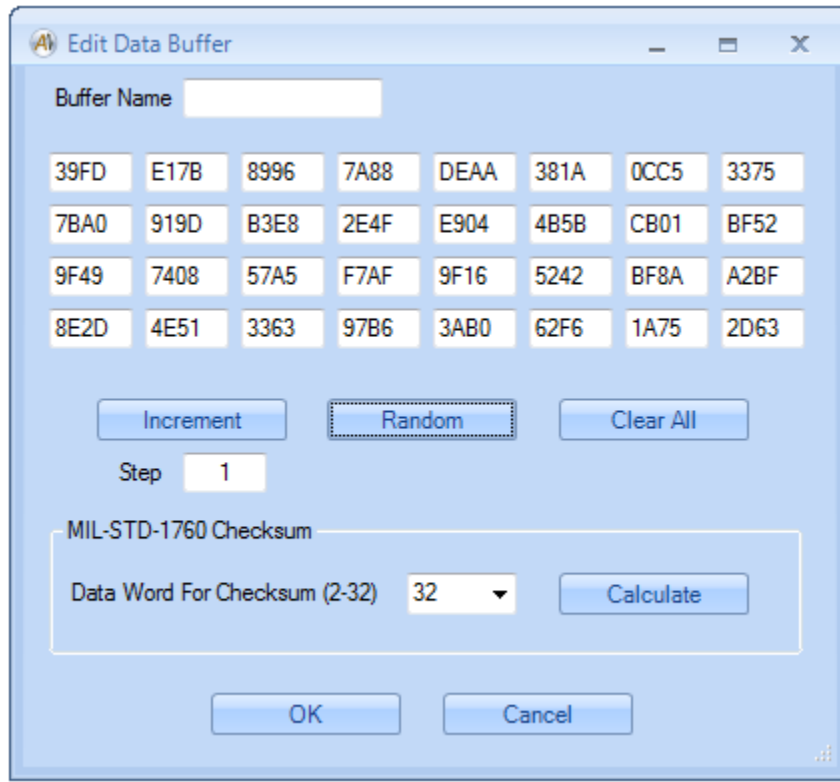 Edit Data Buffer
Buffer Name
39FD E17B 8996 7A88 DEAA 381A 0CC5 3375
7BA0 919D B3E8 2E4F E904 4B5B CB01 BF52
9F49 7408 57A5 F7AF 9F16 5242 BF8A A2BF
8E2D 4E51 3363 97B6 3AB0 62F6 1A75 2D63
Increment Random Clear All
Step 1
MIL-STD-1760 Checksum
Data Word For Checksum (2-32) 32 Calculate
OK Cancel